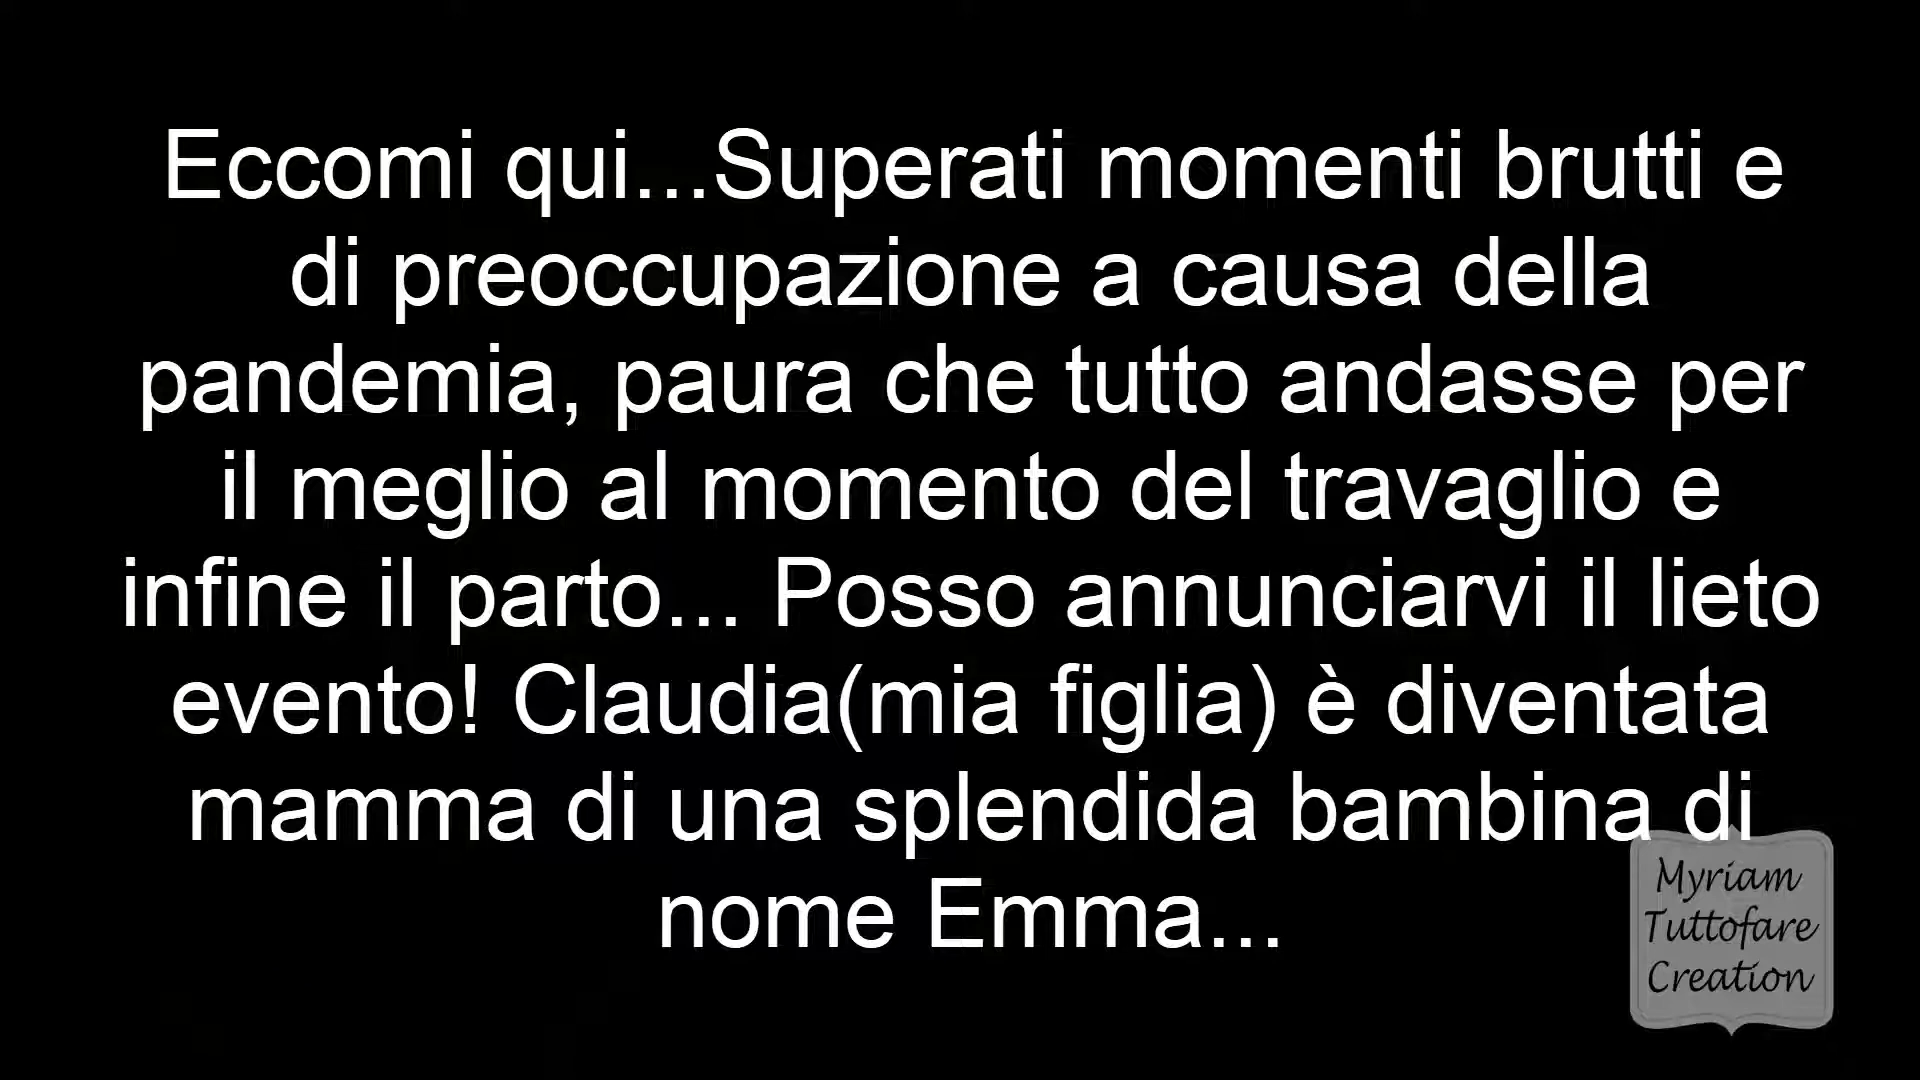 Eccomi qui...Superati momenti brutti e
di preoccupazione a causa della
pandemia, paura che tutto andasse per
il meglio al momento del travaglio e
infine il parto... Posso annunciarvi il lieto
evento! Claudia(mia figlia) è diventata
mamma di una splendida bambina di
nome Emma...
Myriam
Tuttofare
Creation